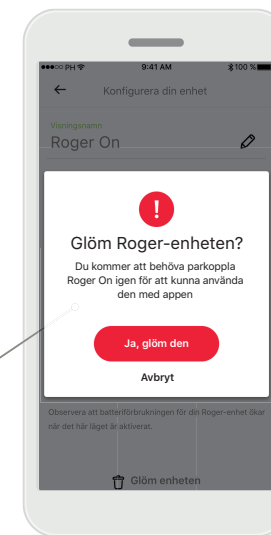 ●●●○○ PH 9:41 AM 100 %
Konfigurera din enhet
Visningsnamn
Roger On
!
Glöm Roger-enheten?
Du kommer att behöva parkoppla
Roger On igen för att kunna använda
den med appen
Ja, glöm den
Avbryt
Observera att batteriförbrukningen för din Roger-enhet ökar
när det här läget är aktiverat.
Glöm enheten